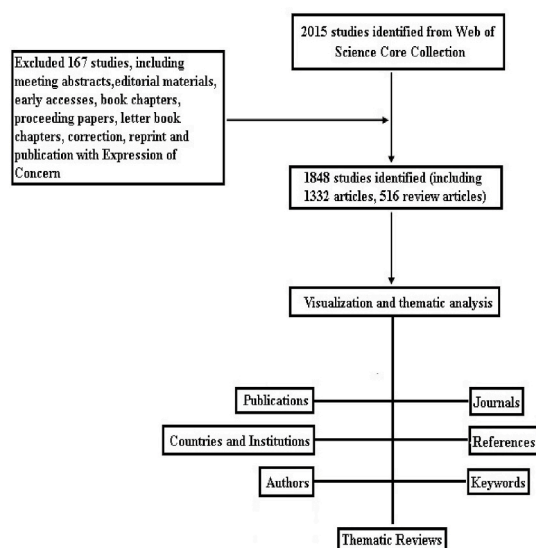 2015 studies identified from Web of
Science Core Collection
Excluded 167 studies, including
meeting abstracts,editorial materials,
early accesses, book chapters,
proceeding papers, letter book
chapters, correction, reprint and
publication with Expression of
Concern
1848 studies identified (including
1332 articles, 516 review articles)
Visualization and thematic analysis
Publications
Journals
Countries and Institutions
References
Authors
Keywords
Thematic Reviews